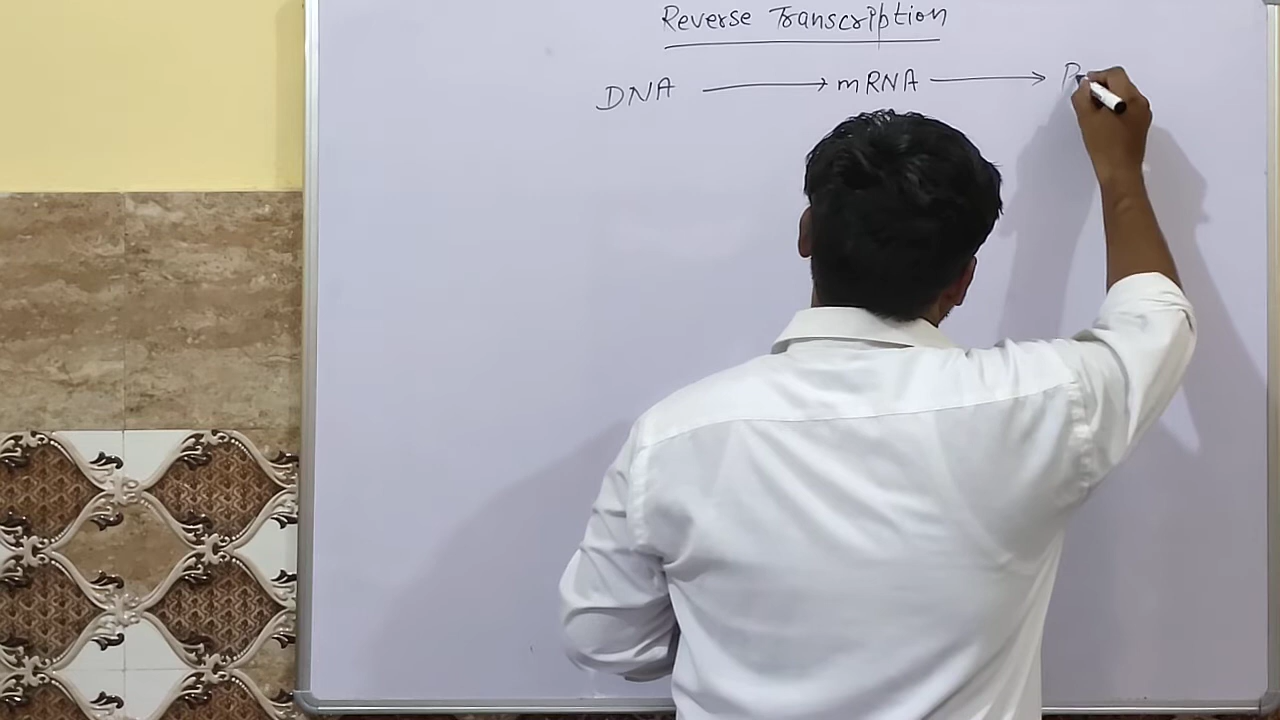 Reverse Transcription
DNA → mRNA → P